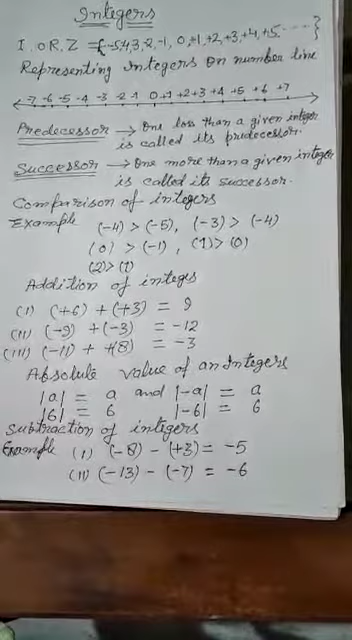 Integers
I. OR. Z = {-5,-4,3,-2,-1, 0,+1,+2,+3,+4,+5.......}
Representing Integers on number line
-7 -6 -5 -4 -3 -2 -1 0 +1 +2 +3 +4 +5 +6 +7
Predecessor → One less than a given integer
is called its predecessor.
Successor → One more than a given integer
is called its successor.
Comparison of integers
Example (-4) > (-5), (-3) > (-4)
(0) > (-1), (1) > (0)
(2) > (1)
Addition of integers
(I) (+6) + (+3) = 9
(II) (-9) + (-3) = -12
(III) (-11) + +(8) = -3
Absolute value of an Integers
|a| = a and |-a| = a
|6| = 6 |-6| = 6
Subtraction of integers
Example (I) (-8) - (+3) = -5
(II) (-13) - (-7) = -6